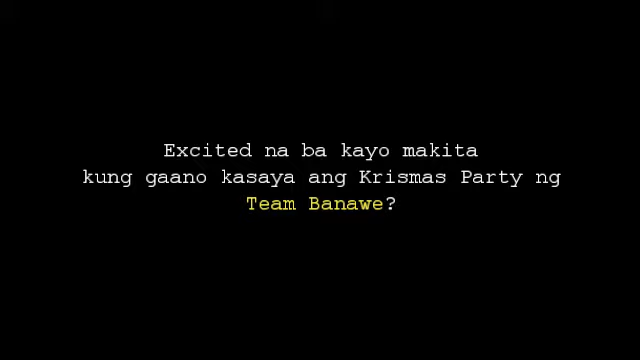 Excited na ba kayo makita
kung gaano kasaya ang Krismas Party ng
Team Banawe?